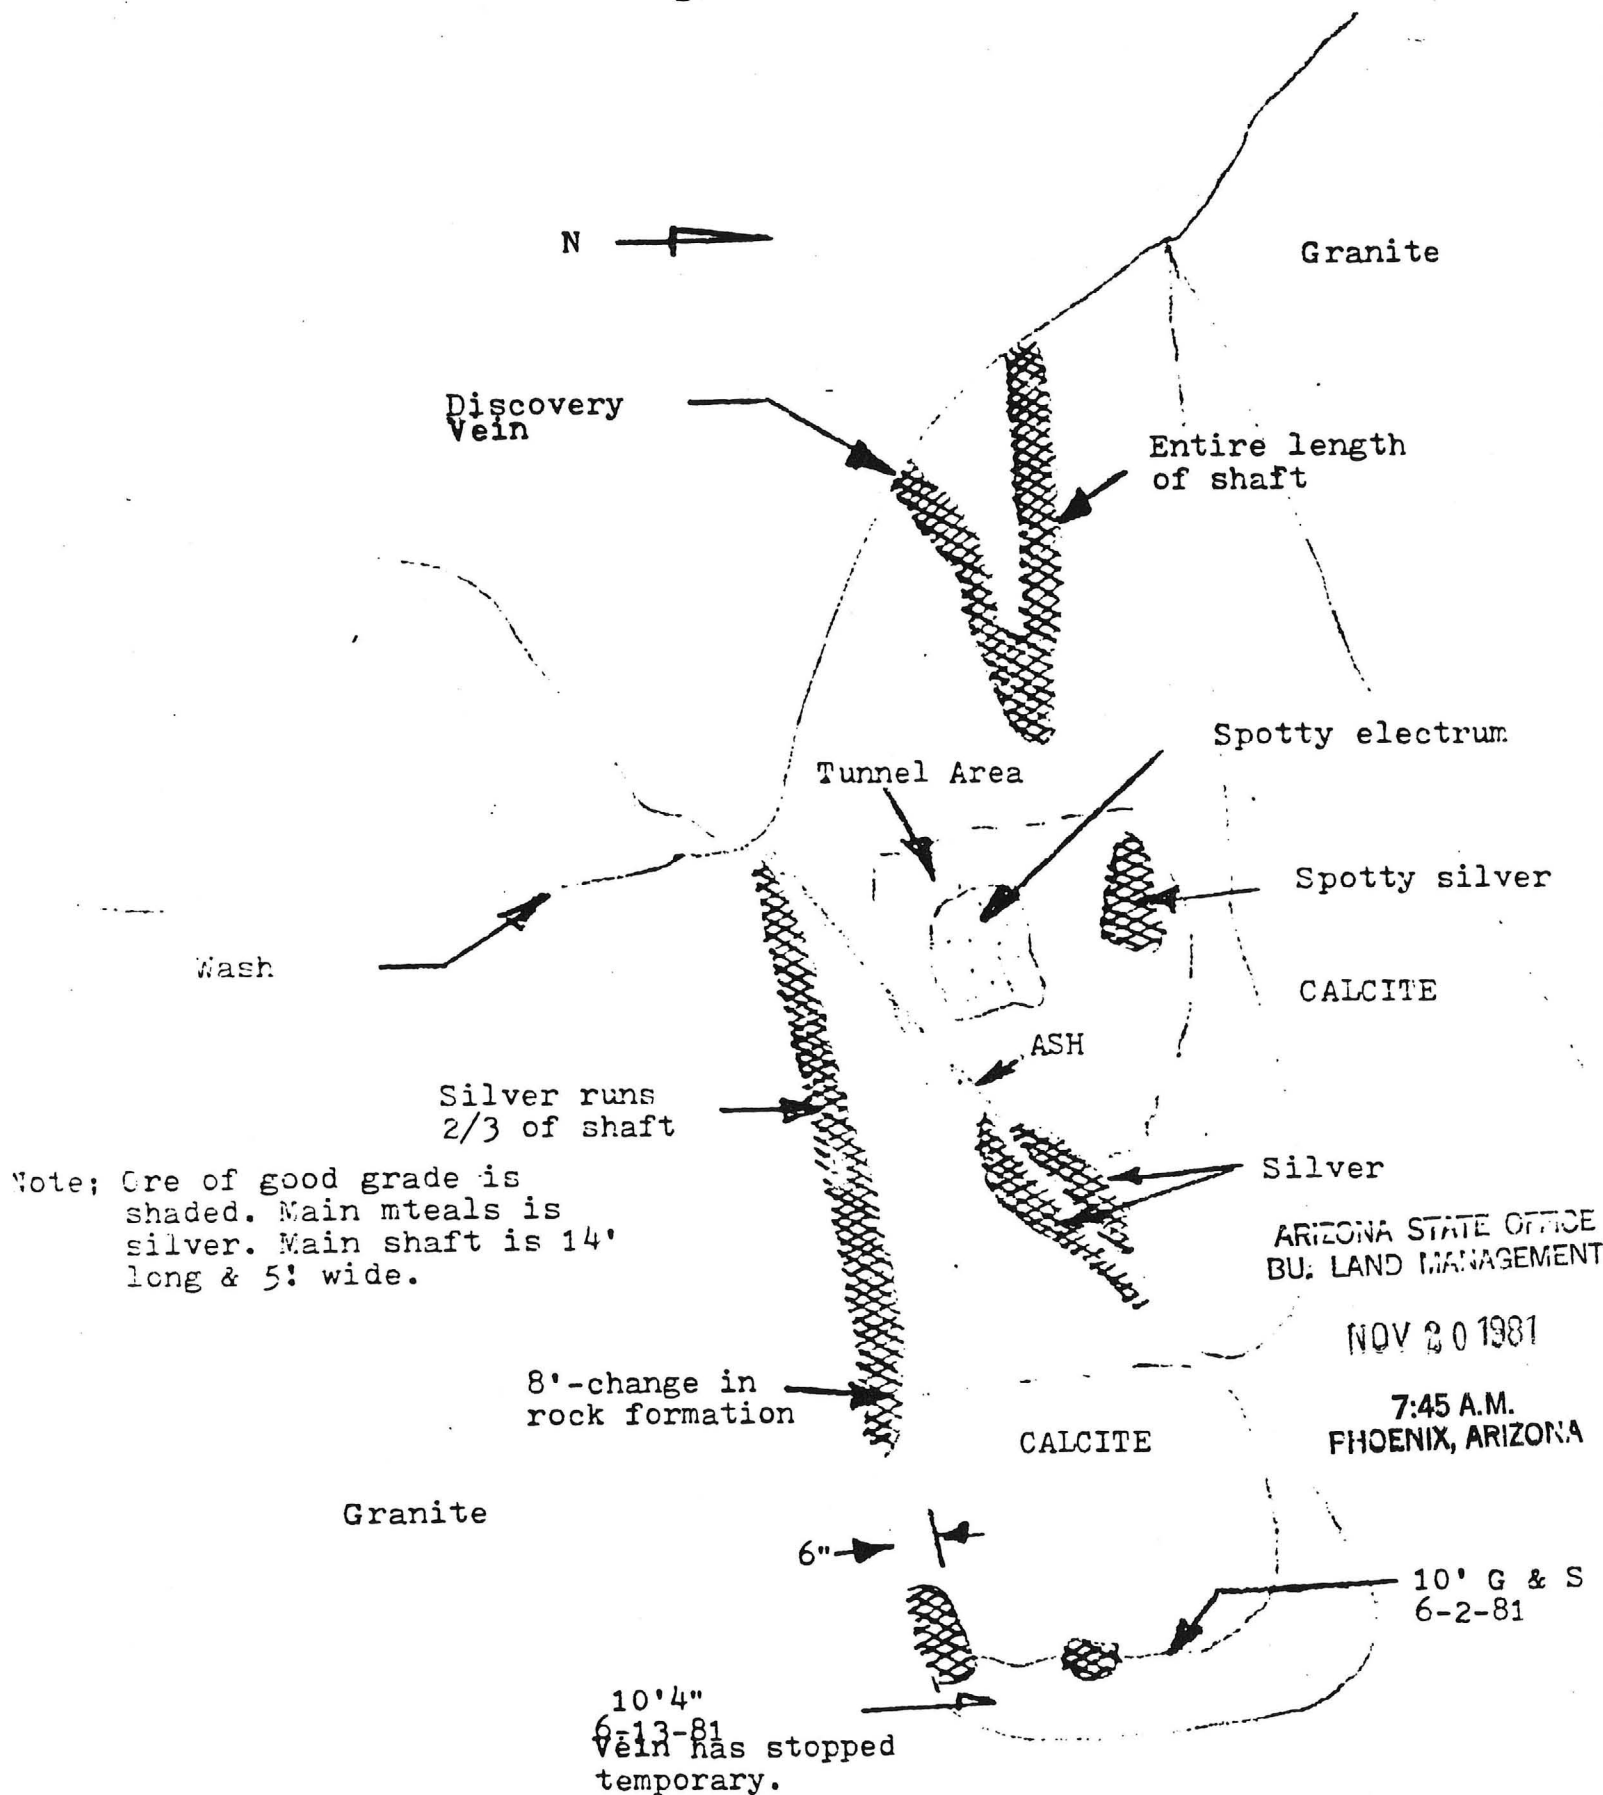 N
Granite
Discovery
Vein
Entire length
of shaft
Spotty electrum
Tunnel Area
Spotty silver
Wash
CALCITE
ASH
Silver runs
2/3 of shaft
Note; Ore of good grade is
shaded. Main mteals is
silver. Main shaft is 14'
long & 5! wide.
Silver
ARIZONA STATE OFFICE
BU. LAND MANAGEMENT
NOV 20 1981
7:45 A.M.
PHOENIX, ARIZONA
8'-change in
rock formation
CALCITE
Granite
6"
10' G & S
6-2-81
10'4"
6-13-81
Vein has stopped
temporary.